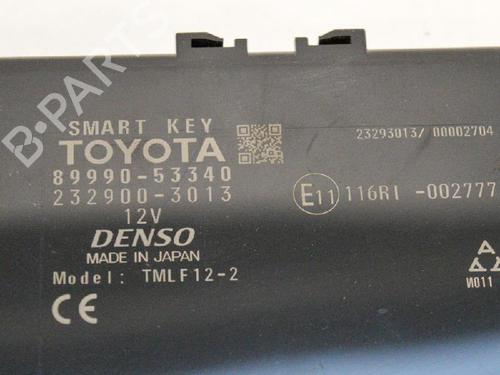 B-PARTS
SMART KEY
TOYOTA
89990-53340
232900-3013
12V
DENSO
MADE IN JAPAN
Model: TMLF12-2
CE
23293013/ 00002704
E11 116RI -002777
A
N011